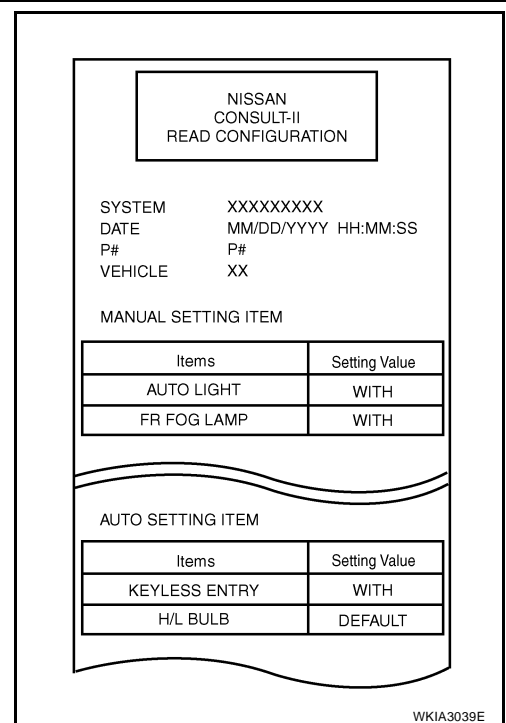 NISSAN
CONSULT-II
READ CONFIGURATION
SYSTEM XXXXXXXXX
DATE MM/DD/YYYY HH:MM:SS
P# P#
VEHICLE XX
MANUAL SETTING ITEM
Items Setting Value
AUTO LIGHT WITH
FR FOG LAMP WITH
AUTO SETTING ITEM
Items Setting Value
KEYLESS ENTRY WITH
H/L BULB DEFAULT
WKIA3039E